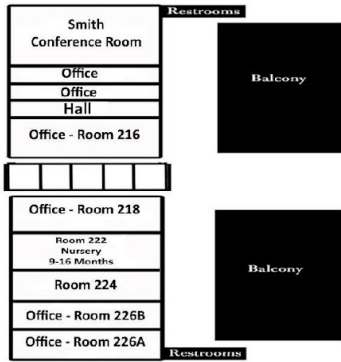 Restrooms
Smith
Conference Room
Office
Office
Hall
Office - Room 216
Balcony
Office - Room 218
Room 222
Nursery
9-16 Months
Room 224
Office - Room 226B
Office - Room 226A
Balcony
Restrooms